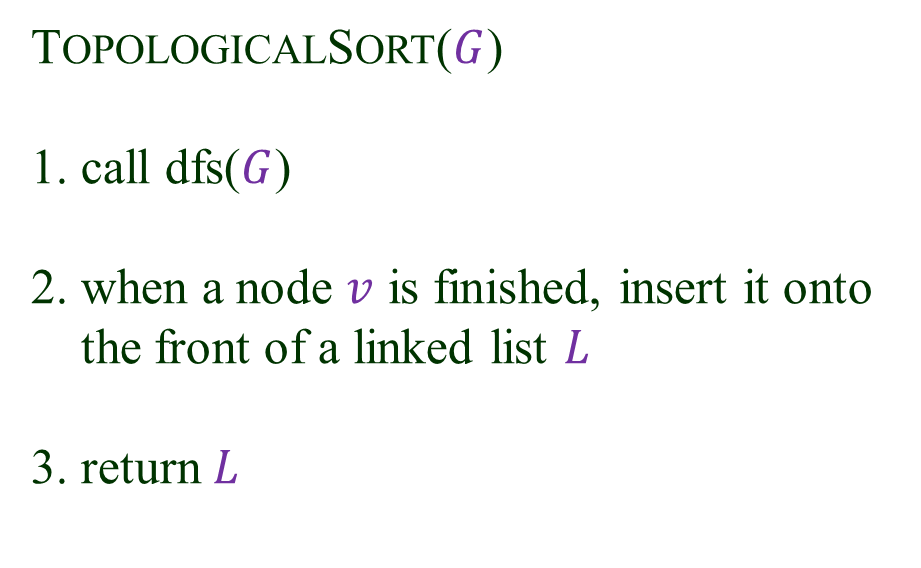 TOPOLOGICALSORT(G)
1. call dfs(G)
2. when a node v is finished, insert it onto
the front of a linked list L
3. return L